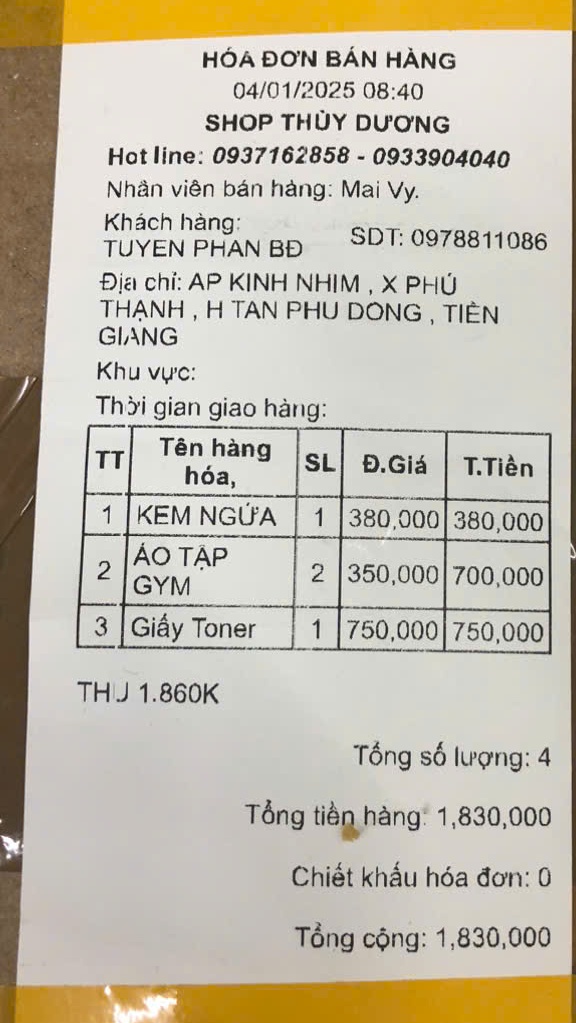 HÓA ĐƠN BÁN HÀNG
04/01/2025 08:40
SHOP THÙY DƯƠNG
Hot line: 0937162858 - 0933904040
Nhân viên bán hàng: Mai Vy.
Khách hàng:
TUYEN PHAN BĐ SDT: 0978811086
Địa chỉ: AP KINH NHIM , X PHÚ
THẠNH , H TAN PHU DONG , TIỀN
GIANG
Khu vực:
Thời gian giao hàng:
TT Tên hàng hóa, SL Đ.Giá T.Tiền
1 KEM NGỨA 1 380,000 380,000
2 ÁO TẬP GYM 2 350,000 700,000
3 Giấy Toner 1 750,000 750,000
THU 1.860K
Tổng số lượng: 4
Tổng tiền hàng: 1,830,000
Chiết khấu hóa đơn: 0
Tổng cộng: 1,830,000